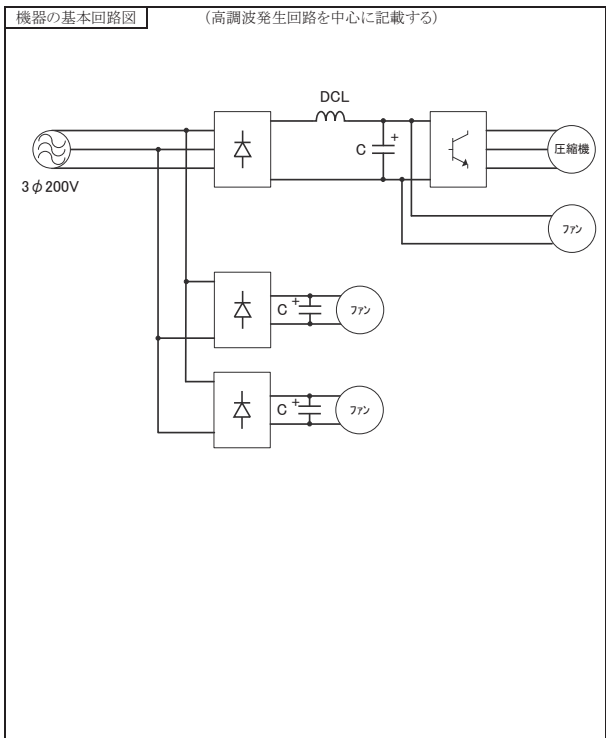 機器の基本回路図 (高調波発生回路を中心に記載する)
DCL
C +
圧縮機
3φ200V
ファン
C + ファン
C + ファン